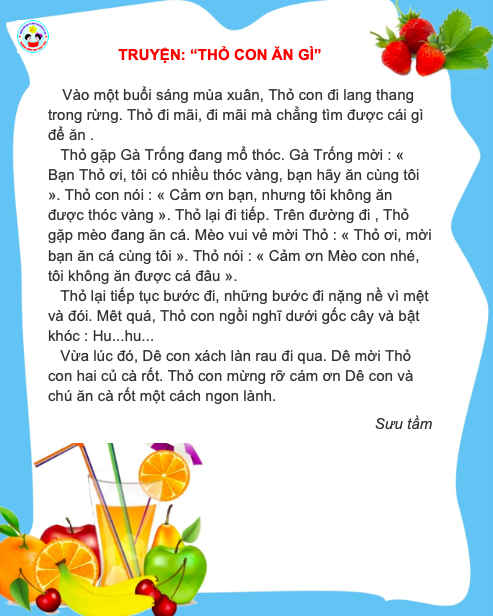 TRUYỆN: “THỎ CON ĂN GÌ”
Vào một buổi sáng mùa xuân, Thỏ con đi lang thang
trong rừng. Thỏ đi mãi, đi mãi mà chẳng tìm được cái gì
để ăn .
Thỏ gặp Gà Trống đang mổ thóc. Gà Trống mời : «
Bạn Thỏ ơi, tôi có nhiều thóc vàng, bạn hãy ăn cùng tôi
». Thỏ con nói : « Cảm ơn bạn, nhưng tôi không ăn
được thóc vàng ». Thỏ lại đi tiếp. Trên đường đi , Thỏ
gặp mèo đang ăn cá. Mèo vui vẻ mời Thỏ : « Thỏ ơi, mời
bạn ăn cá cùng tôi ». Thỏ nói : « Cảm ơn Mèo con nhé,
tôi không ăn được cá đâu ».
Thỏ lại tiếp tục bước đi, những bước đi nặng nề vì mệt
và đói. Mêt quá, Thỏ con ngồi nghĩ dưới gốc cây và bật
khóc : Hu...hu...
Vừa lúc đó, Dê con xách làn rau đi qua. Dê mời Thỏ
con hai củ cà rốt. Thỏ con mừng rỡ cám ơn Dê con và
chú ăn cà rốt một cách ngon lành.
Sưu tầm